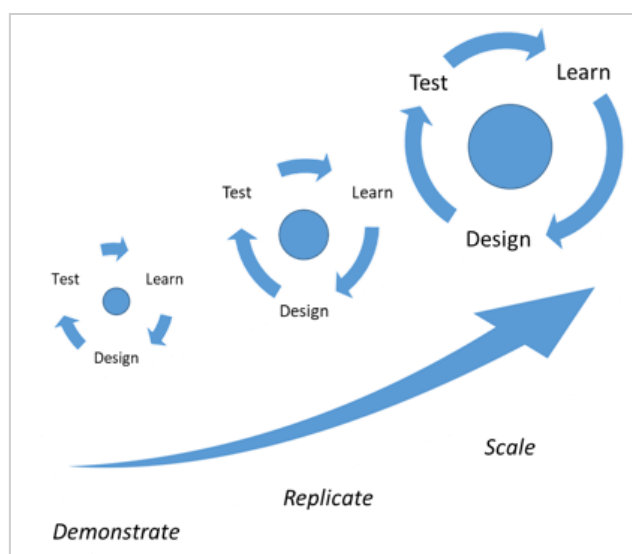 Test
Learn
Design
Test
Learn
Design
Test
Learn
Design
Scale
Replicate
Demonstrate